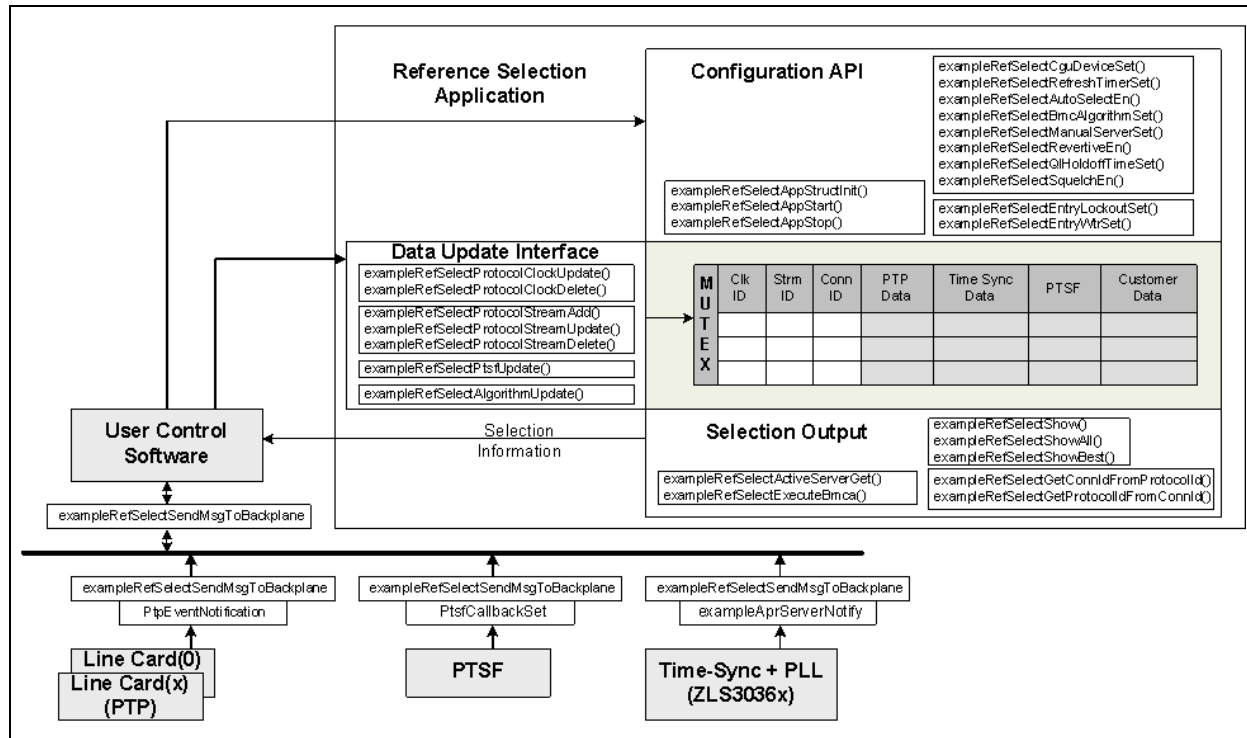 Reference Selection
Application
Configuration API
exampleRefSelectCguDeviceSet()
exampleRefSelectRefreshTimerSet()
exampleRefSelectAutoSelectEn()
exampleRefSelectBmcAlgorithmSet()
exampleRefSelectManualServerSet()
exampleRefSelectRevertiveEn()
exampleRefSelectQlHoldoffTimeSet()
exampleRefSelectSquelchEn()
exampleRefSelectAppStructInit()
exampleRefSelectAppStart()
exampleRefSelectAppStop()
exampleRefSelectEntryLockoutSet()
exampleRefSelectEntryWtrSet()
Data Update Interface
exampleRefSelectProtocolClockUpdate()
exampleRefSelectProtocolClockDelete()
exampleRefSelectProtocolStreamAdd()
exampleRefSelectProtocolStreamUpdate()
exampleRefSelectProtocolStreamDelete()
exampleRefSelectPtsfUpdate()
exampleRefSelectAlgorithmUpdate()
MUTEX
Clk
ID
Strm
ID
Conn
ID
PTP
Data
Time Sync
Data
PTSF
Customer
Data
User Control
Software
Selection
Information
Selection Output
exampleRefSelectShow()
exampleRefSelectShowAll()
exampleRefSelectShowBest()
exampleRefSelectActiveServerGet()
exampleRefSelectExecuteBmca()
exampleRefSelectGetConnIdFromProtocolId()
exampleRefSelectGetProtocolIdFromConnId()
exampleRefSelectSendMsgToBackplane
exampleRefSelectSendMsgToBackplane
PtpEventNotification
Line Card(0)
Line Card(x)
(PTP)
exampleRefSelectSendMsgToBackplane
PtsfCallbackSet
PTSF
exampleRefSelectSendMsgToBackplane
exampleAprServerNotify
Time-Sync + PLL
(ZLS3036x)